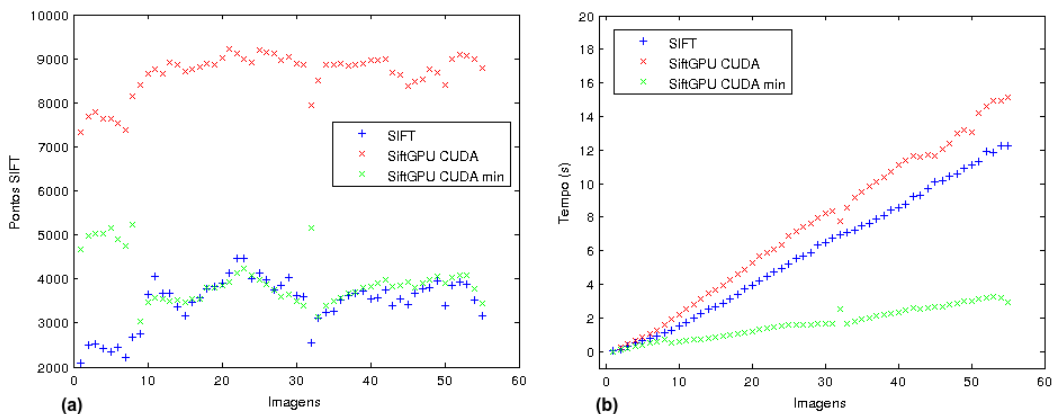 10000
9000
8000
7000
6000
5000
4000
3000
2000
Pontos SIFT
SIFT
SiftGPU CUDA
SiftGPU CUDA min
0
10
20
30
40
50
60
Imagens
(a)
20
18
16
14
12
10
8
6
4
2
0
Tempo (s)
SIFT
SiftGPU CUDA
SiftGPU CUDA min
0
10
20
30
40
50
60
Imagens
(b)